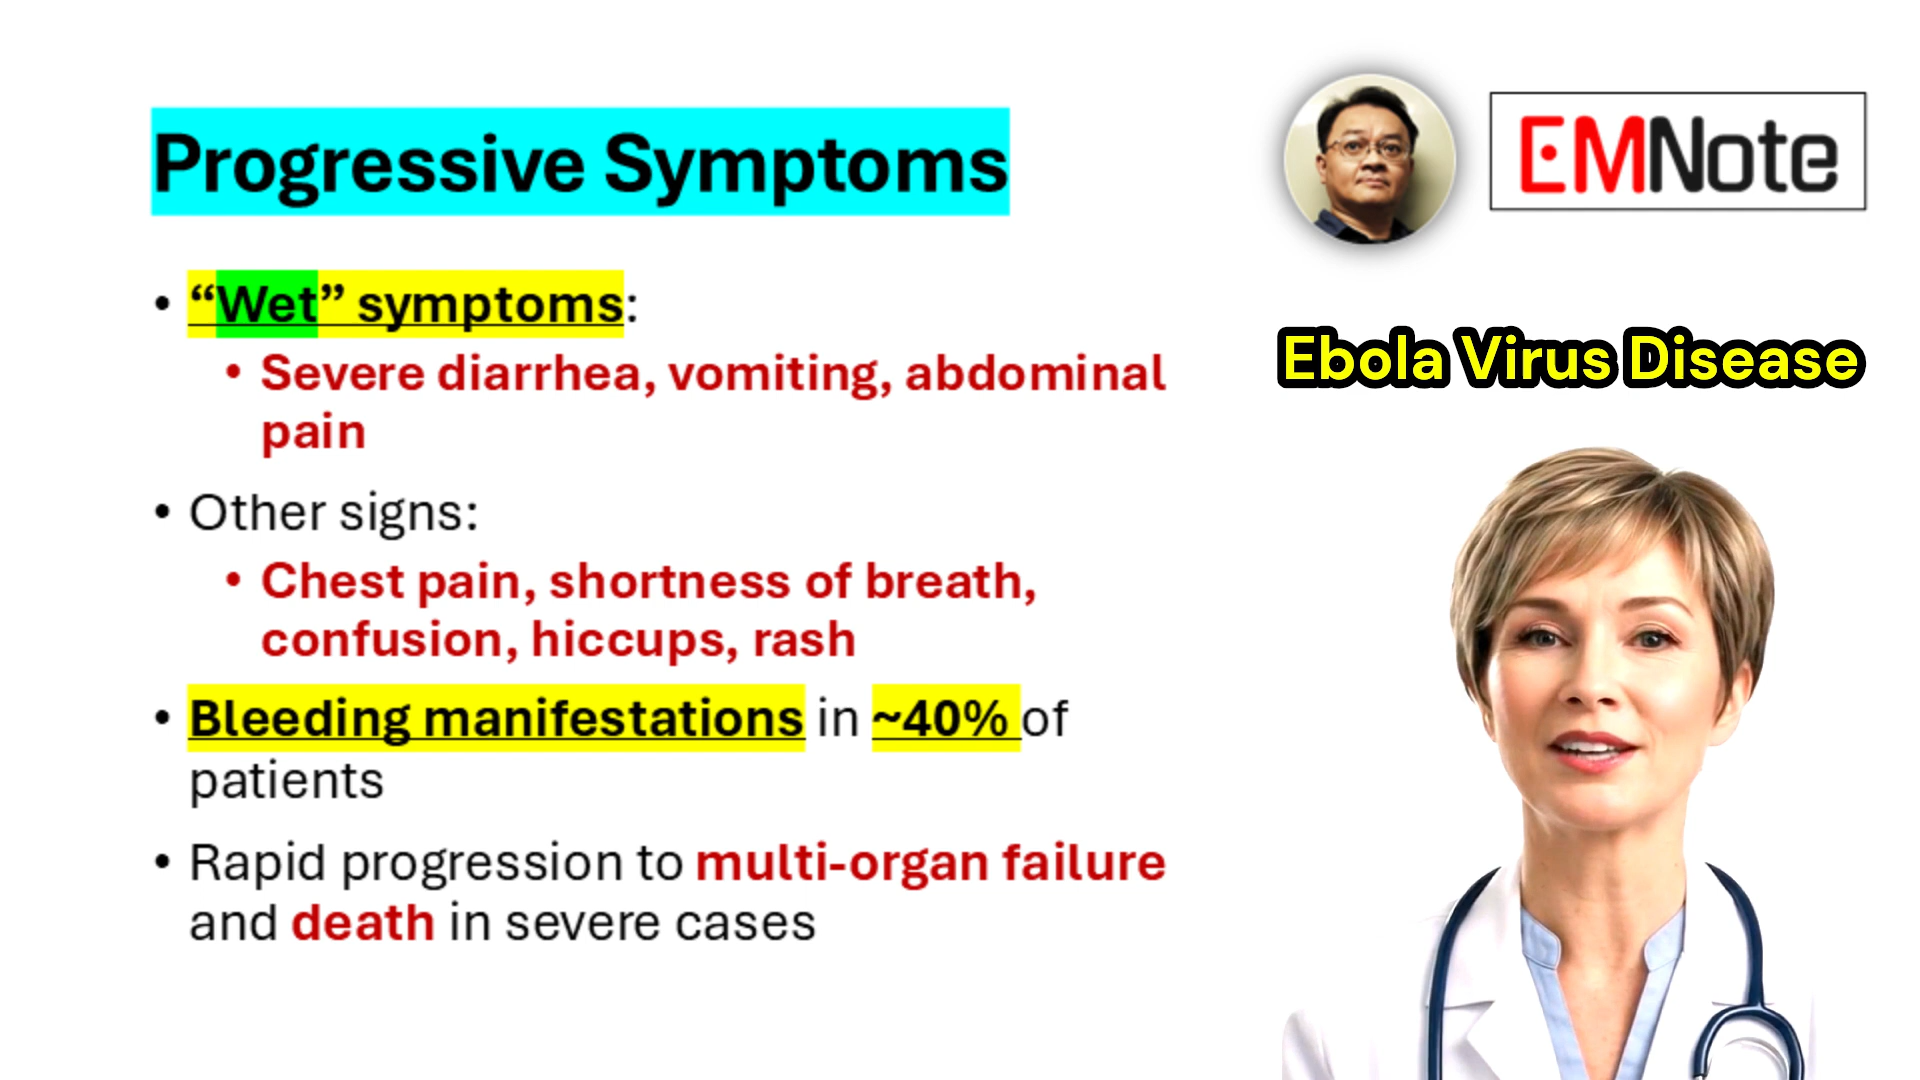 Progressive Symptoms
EMNote
• “Wet” symptoms:
• Severe diarrhea, vomiting, abdominal
pain
• Other signs:
• Chest pain, shortness of breath,
confusion, hiccups, rash
• Bleeding manifestations in ~40% of
patients
• Rapid progression to multi-organ failure
and death in severe cases
Ebola Virus Disease